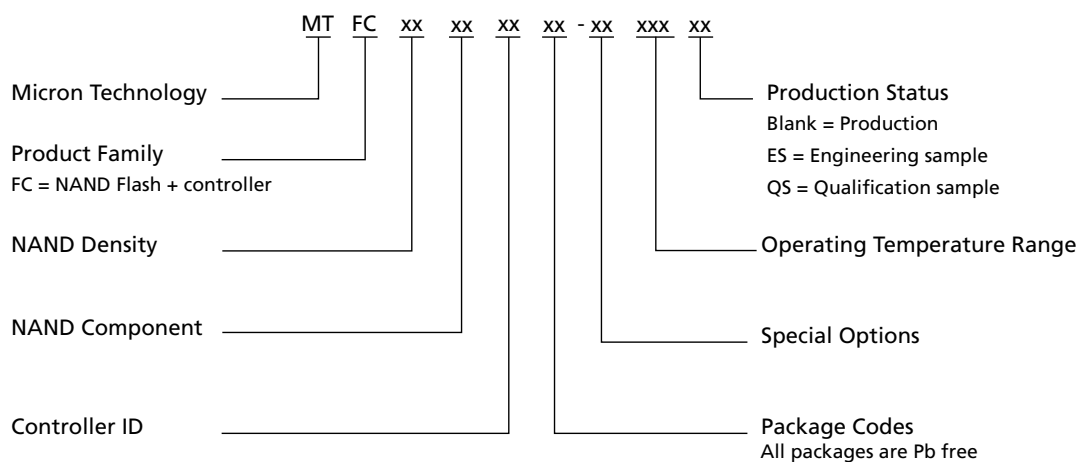 MT FC xx xx xx xx - xx xxx xx
Micron Technology
Product Family
FC = NAND Flash + controller
NAND Density
NAND Component
Controller ID
Production Status
Blank = Production
ES = Engineering sample
QS = Qualification sample
Operating Temperature Range
Special Options
Package Codes
All packages are Pb free